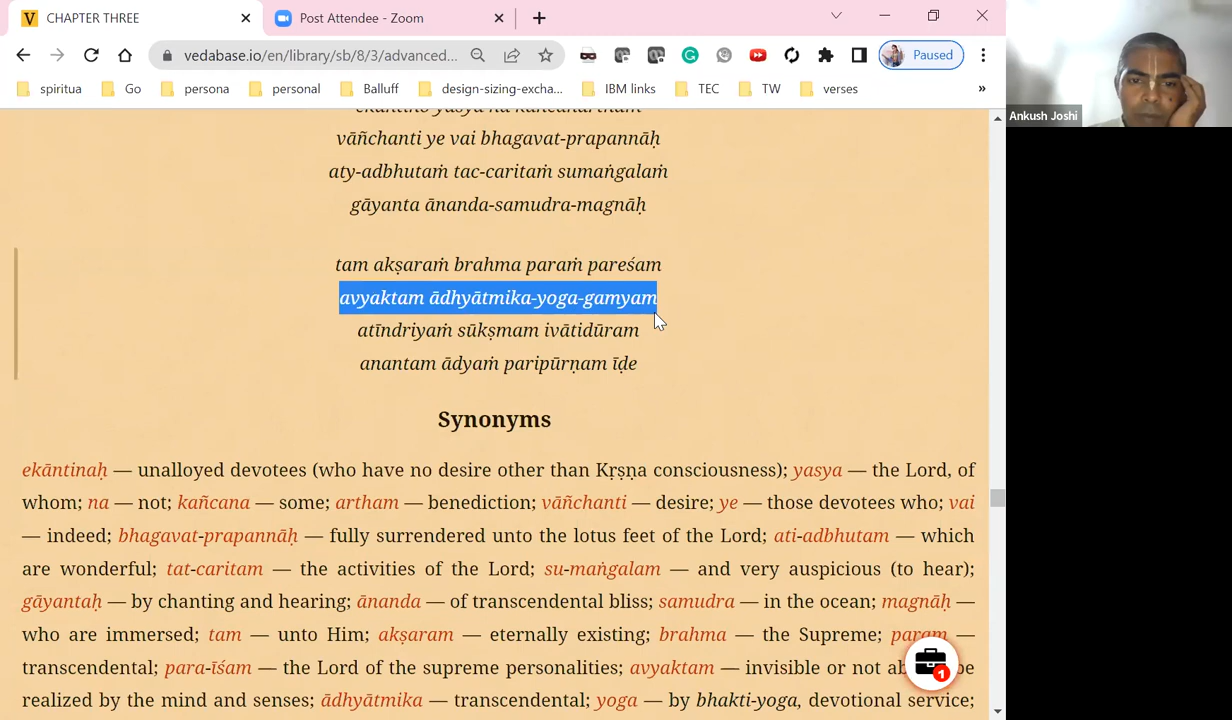 CHAPTER THREE
Post Attendee - Zoom
vedabase.io/en/library/sb/8/3/advanced...
Paused
spiritua
Go
persona
personal
Balluff
design-sizing-excha...
IBM links
TEC
TW
verses
»
Ankush Joshi
ekāntino yasya na kañcanārthaṁ
vāñchanti ye vai bhagavat-prapannāḥ
aty-adbhutaṁ tac-caritaṁ sumaṅgalaṁ
gāyanta ānanda-samudra-magnāḥ
tam akṣaraṁ brahma paraṁ pareśam
avyaktam ādhyātmika-yoga-gamyam
atīndriyaṁ sūkṣmam ivātidūram
anantam ādyaṁ paripūrṇam īḍe
Synonyms
ekāntinaḥ — unalloyed devotees (who have no desire other than Kṛṣṇa consciousness); yasya — the Lord, of
whom; na — not; kañcana — some; artham — benediction; vāñchanti — desire; ye — those devotees who; vai
— indeed; bhagavat-prapannāḥ — fully surrendered unto the lotus feet of the Lord; ati-adbhutam — which
are wonderful; tat-caritam — the activities of the Lord; su-maṅgalam — and very auspicious (to hear);
gāyantaḥ — by chanting and hearing; ānanda — of transcendental bliss; samudra — in the ocean; magnāḥ —
who are immersed; tam — unto Him; akṣaram — eternally existing; brahma — the Supreme; param —
transcendental; para-īśam — the Lord of the supreme personalities; avyaktam — invisible or not be
realized by the mind and senses; ādhyātmika — transcendental; yoga — by bhakti-yoga, devotional service;
1